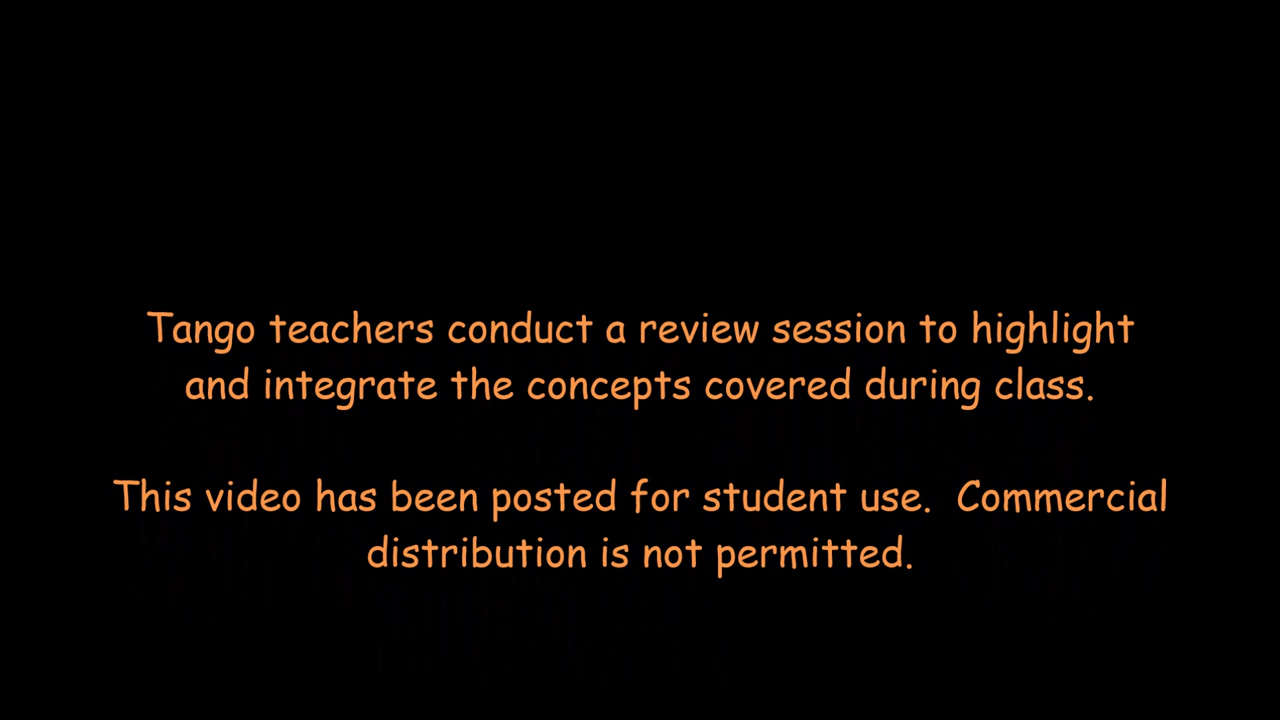 Tango teachers conduct a review session to highlight
and integrate the concepts covered during class.
This video has been posted for student use.  Commercial
distribution is not permitted.